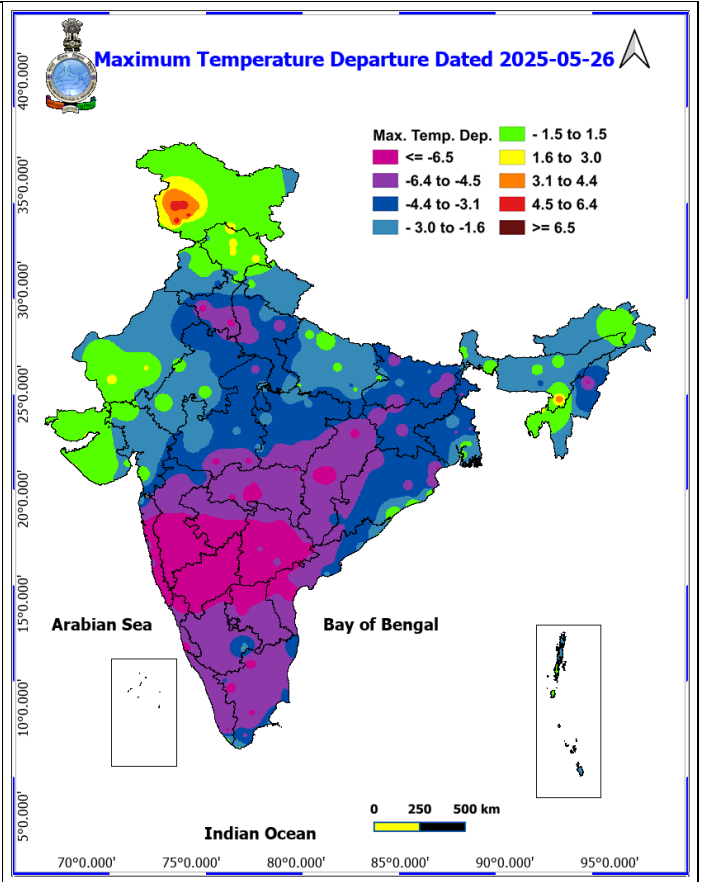 Maximum Temperature Departure Dated 2025-05-26
Max. Temp. Dep.
<= -6.5
-6.4 to -4.5
-4.4 to -3.1
- 3.0 to -1.6
- 1.5 to 1.5
1.6 to 3.0
3.1 to 4.4
4.5 to 6.4
>= 6.5
40°0.000'
35°0.000'
30°0.000'
25°0.000'
20°0.000'
15°0.000'
10°0.000'
5°0.000'
Arabian Sea
Bay of Bengal
Indian Ocean
0 250 500 km
70°0.000' 75°0.000' 80°0.000' 85°0.000' 90°0.000' 95°0.000'